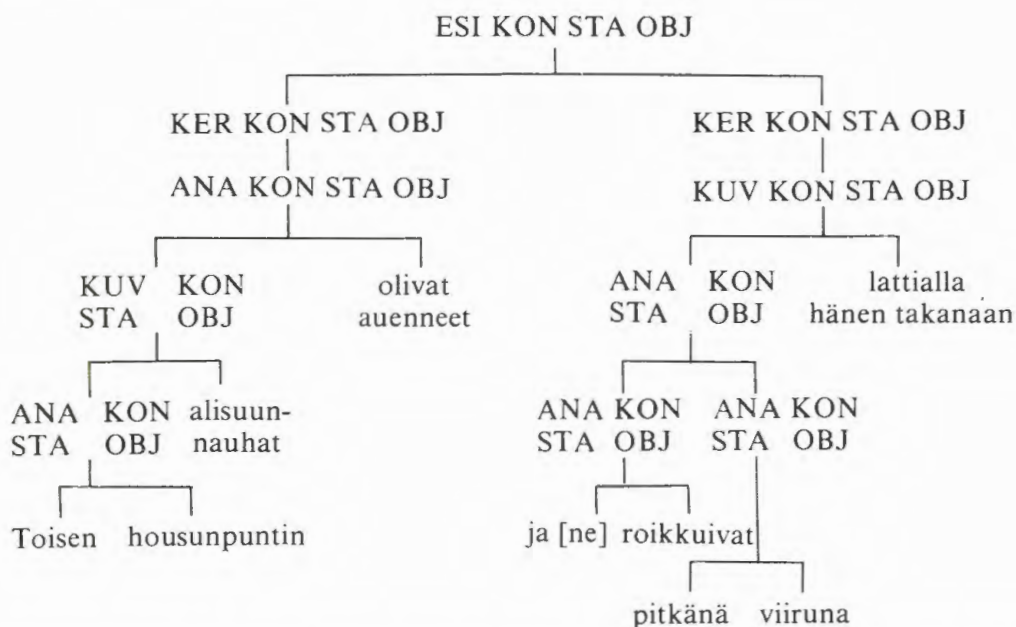 ESI KON STA OBJ
KER KON STA OBJ KER KON STA OBJ
ANA KON STA OBJ KUV KON STA OBJ
KUV KON olivat ANA KON lattialla
STA OBJ auenneet STA OBJ hänen takanaan
ANA KON alisuun- ANA KON ANA KON
STA OBJ nauhat STA OBJ STA OBJ
Toisen housunpuntin ja [ne] roikkuivat
pitkänä viiruna